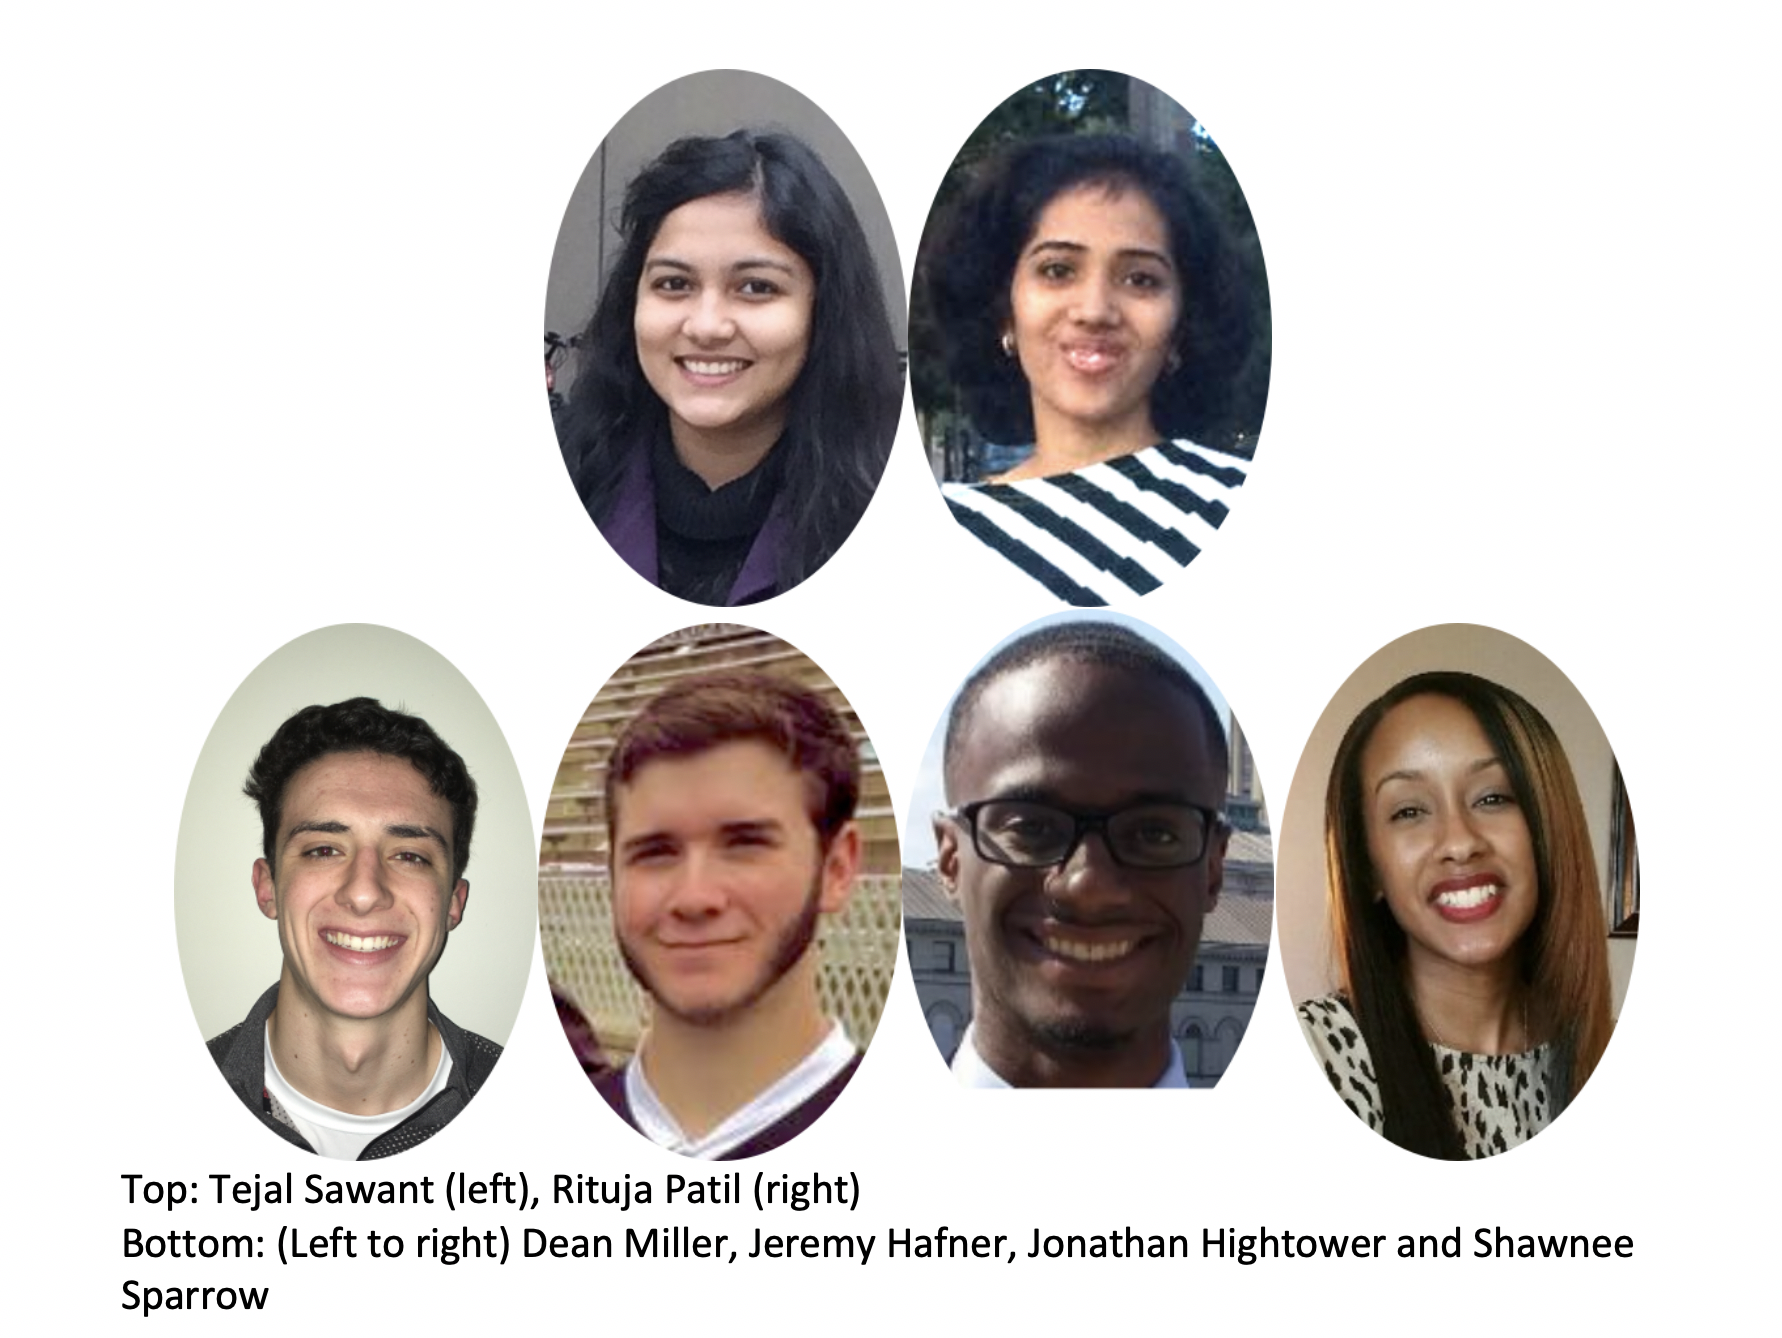 Top: Tejal Sawant (left), Rituja Patil (right)
Bottom: (Left to right) Dean Miller, Jeremy Hafner, Jonathan Hightower and Shawnee
Sparrow